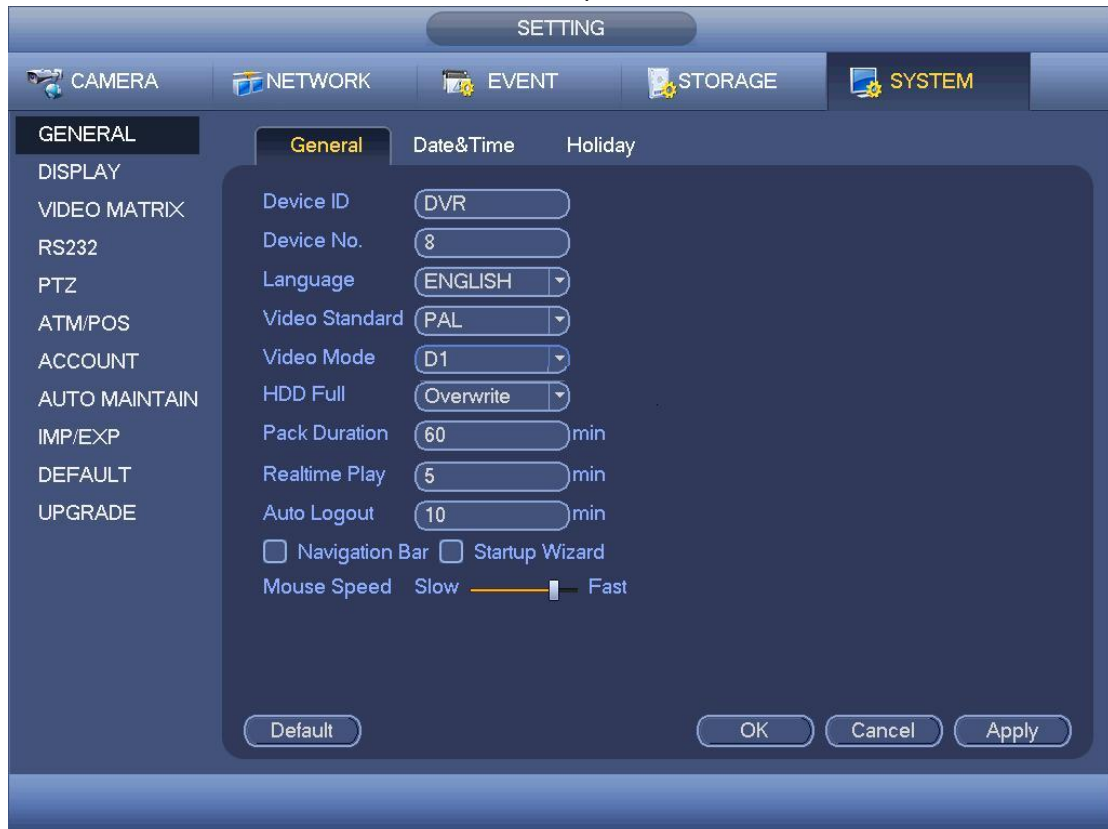 SETTING
CAMERA NETWORK EVENT STORAGE SYSTEM
GENERAL
DISPLAY
VIDEO MATRIX
RS232
PTZ
ATM/POS
ACCOUNT
AUTO MAINTAIN
IMP/EXP
DEFAULT
UPGRADE
General Date&Time Holiday
Device ID DVR
Device No. 8
Language ENGLISH
Video Standard PAL
Video Mode D1
HDD Full Overwrite
Pack Duration 60 min
Realtime Play 5 min
Auto Logout 10 min
Navigation Bar Startup Wizard
Mouse Speed Slow Fast
Default OK Cancel Apply